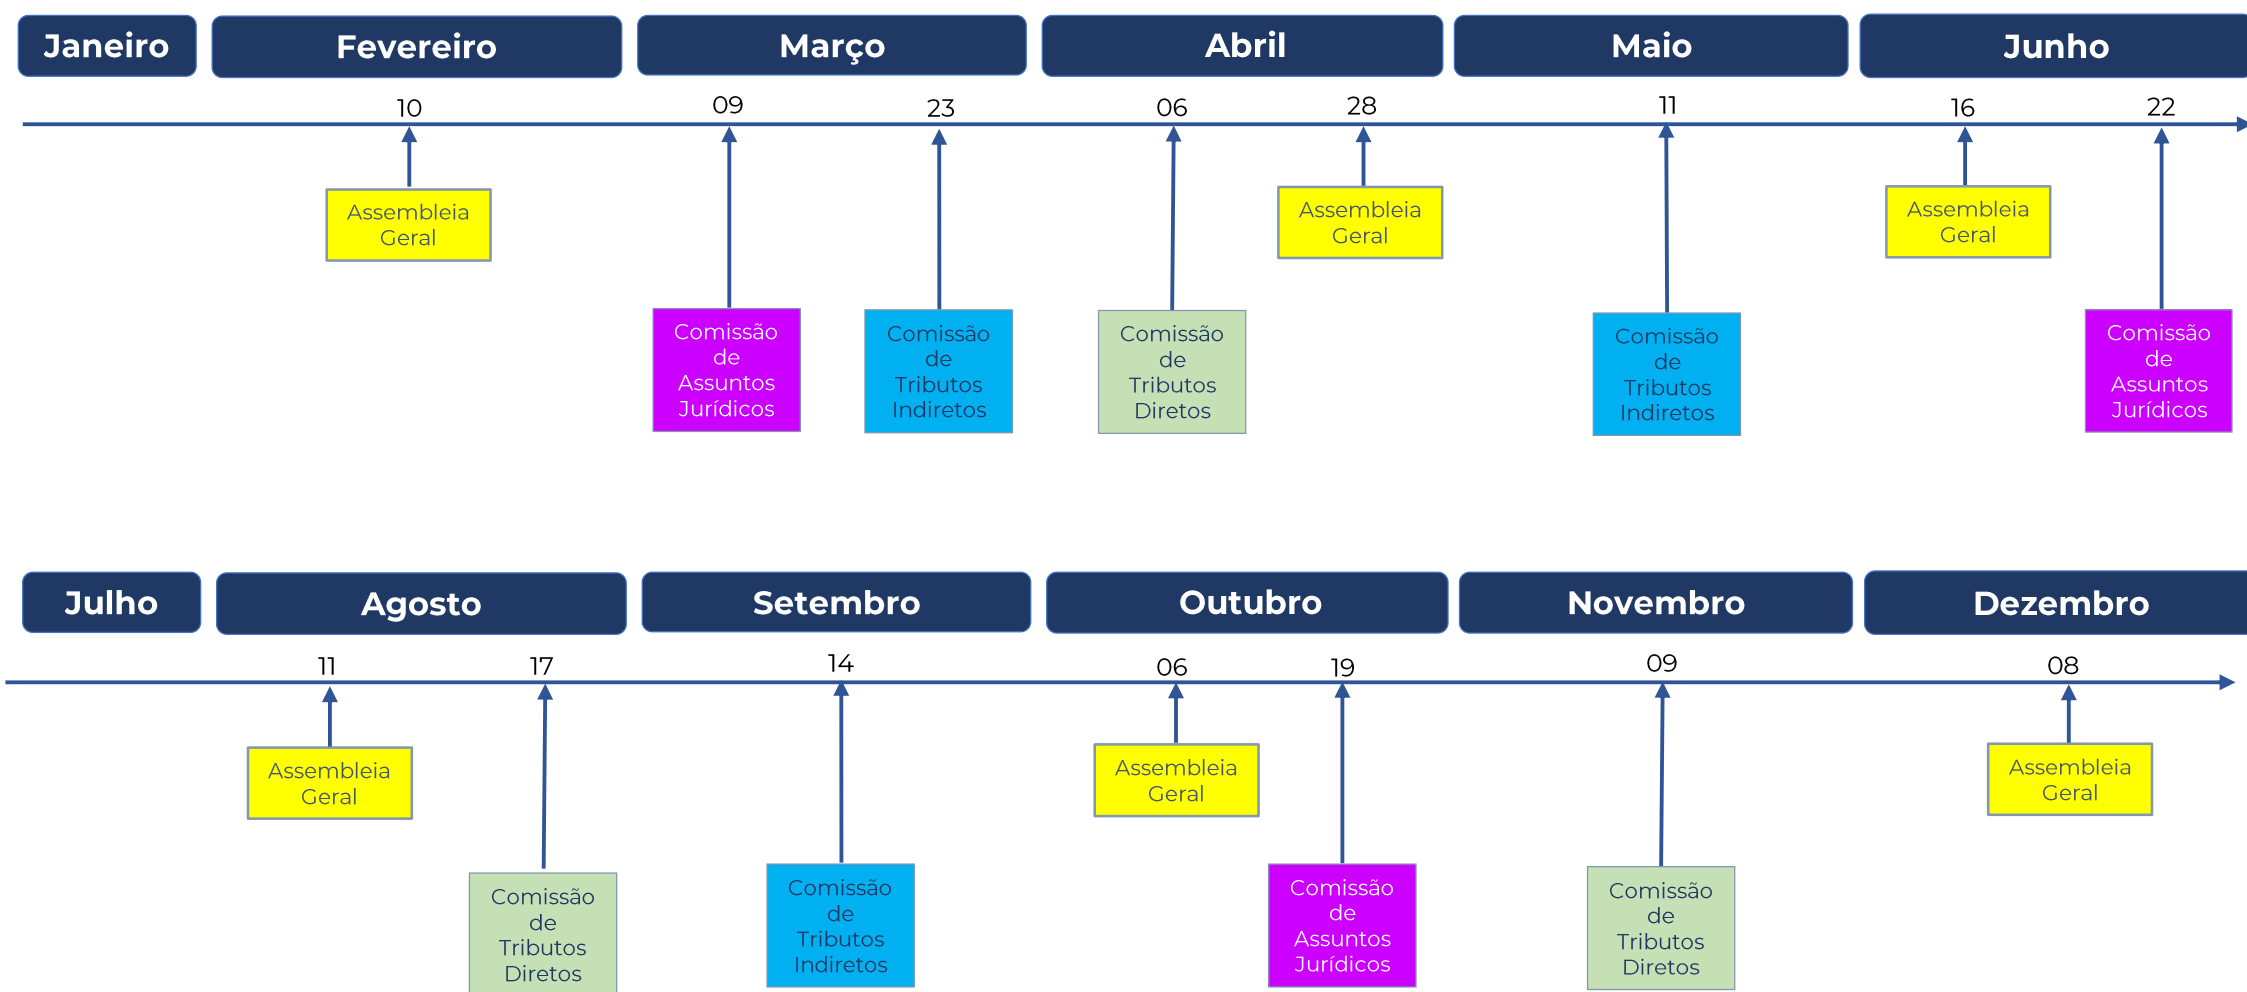 Janeiro
Fevereiro
Março
Abril
Maio
Junho
10
09
23
06
28
11
16
22
Assembleia
Geral
Assembleia
Geral
Assembleia
Geral
Comissão
de
Assuntos
Jurídicos
Comissão
de
Tributos
Indiretos
Comissão
de
Tributos
Diretos
Comissão
de
Tributos
Indiretos
Comissão
de
Assuntos
Jurídicos
Julho
Agosto
Setembro
Outubro
Novembro
Dezembro
11
17
14
06
19
09
08
Assembleia
Geral
Assembleia
Geral
Assembleia
Geral
Comissão
de
Tributos
Diretos
Comissão
de
Tributos
Indiretos
Comissão
de
Assuntos
Jurídicos
Comissão
de
Tributos
Diretos